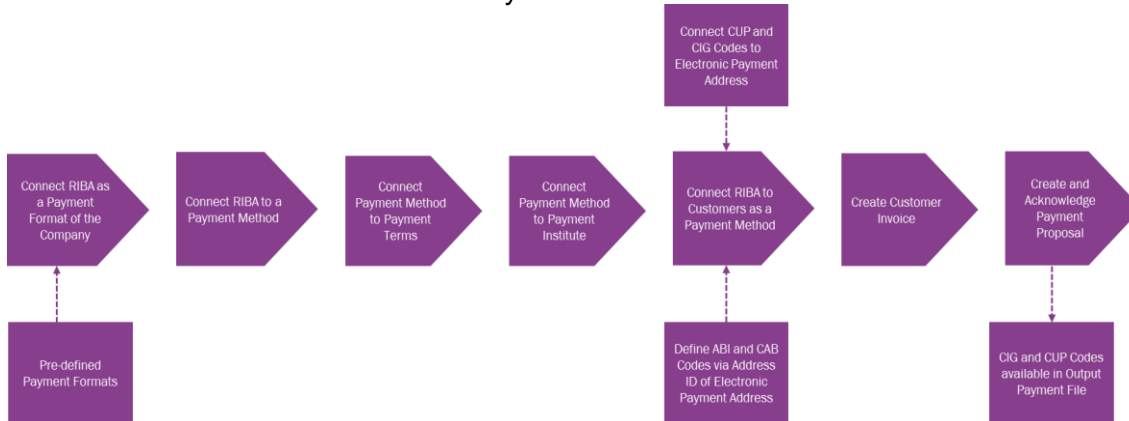 Connect CUP and
CIG Codes to
Electronic Payment
Address
Connect RIBA as
a Payment
Format of the
Company
Connect RIBA to a
Payment Method
Connect
Payment Method
to Payment
Terms
Connect
Payment Method
to Payment
Institute
Connect RIBA to
Customers as a
Payment Method
Create Customer
Invoice
Create and
Acknowledge
Payment
Proposal
Pre-defined
Payment Formats
Define ABI and CAB
Codes via Address
ID of Electronic
Payment Address
CIG and CUP Codes
available in Output
Payment File